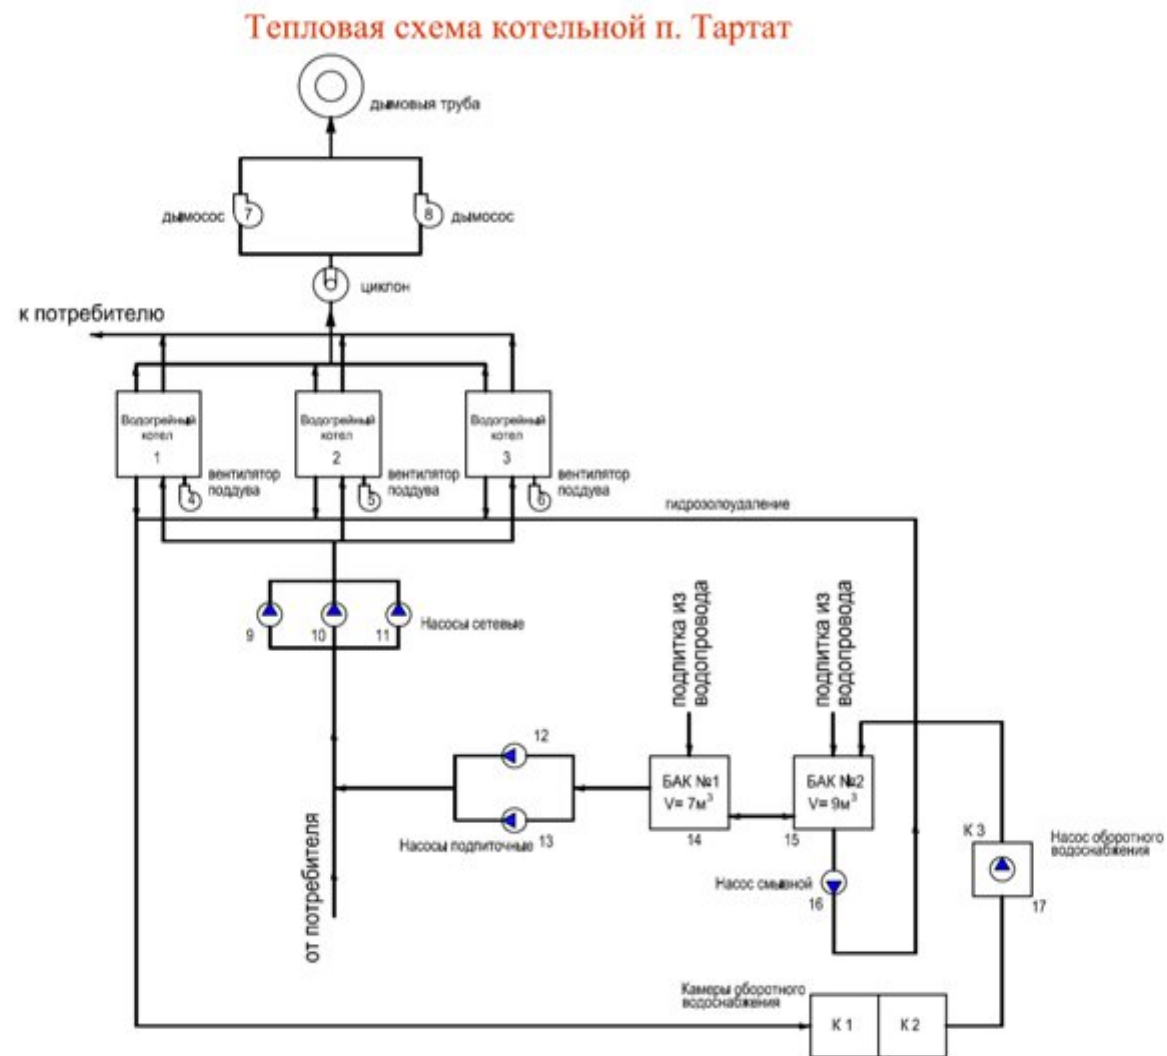 Тепловая схема котельной п. Тартат
дымовыя труба
дымосос
7
8
дымосос
циклон
к потребителю
Водогрейный
котел
1
Водогрейный
котел
2
Водогрейный
котел
3
вентилятор
поддува
4
вентилятор
поддува
5
вентилятор
поддува
6
гидрозолоудаление
9
10
11
Насосы сетевые
подпитка из
водопровода
подпитка из
водопровода
12
БАК №1
V= 7м³
14
БАК №2
V= 9м³
15
Насосы подпиточные 13
К 3
Насос оборотного
водоснабжения
17
Насос смывной
16
от потребителя
Камеры оборотного
водоснабжения
К 1
К 2